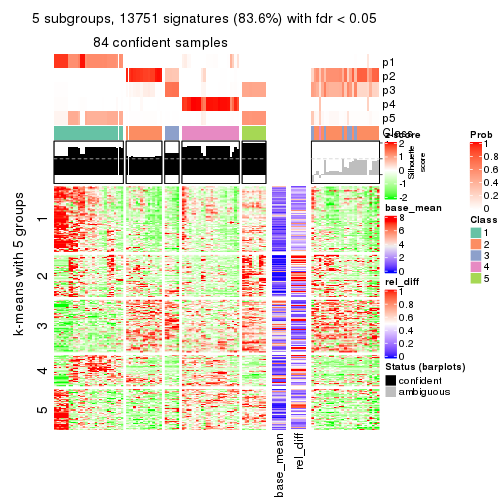 5 subgroups, 13751 signatures (83.6%) with fdr < 0.05
84 confident samples
p1
p2
p3
p4
p5
Class
k-means with 5 groups
1
2
3
4
5
base_mean
rel_diff
z-score
2
1
0
-1
-2
Silhouette
score
base_mean
8
6
4
2
0
rel_diff
1
0.8
0.6
0.4
0.2
0
Status (barplots)
confident
ambiguous
Prob
1
0.8
0.6
0.4
0.2
0
Class
1
2
3
4
5